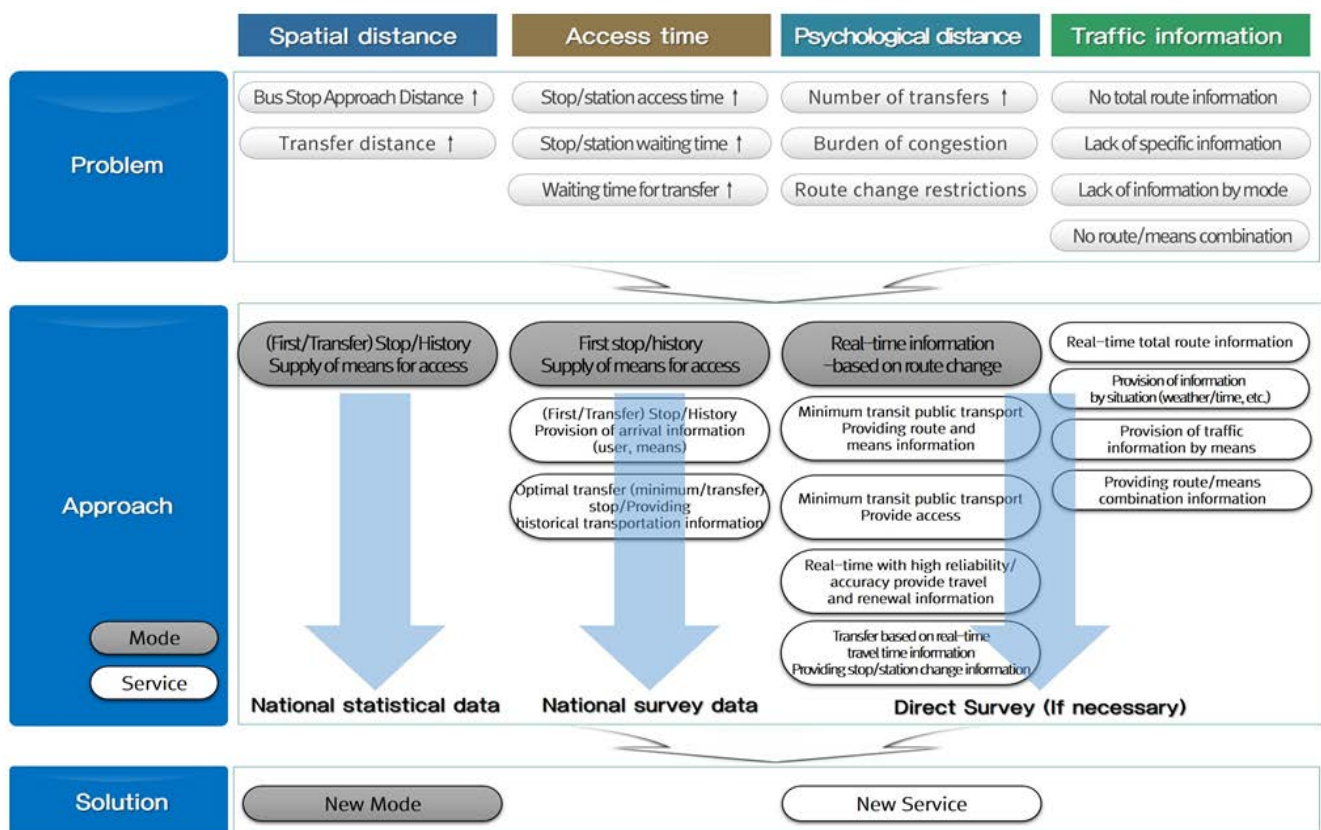 Spatial distance
Access time
Psychological distance
Traffic information
Problem
Bus Stop Approach Distance ↑
Transfer distance ↑
Stop/station access time ↑
Stop/station waiting time ↑
Waiting time for transfer ↑
Number of transfers ↑
Burden of congestion
Route change restrictions
No total route information
Lack of specific information
Lack of information by mode
No route/means combination
Approach
Mode
Service
(First/Transfer) Stop/History
Supply of means for access
National statistical data
First stop/history
Supply of means for access
(First/Transfer) Stop/History
Provision of arrival information
(user, means)
Optimal transfer (minimum/transfer)
stop/Providing
historical transportation information
National survey data
Real-time information
-based on route change
Minimum transit public transport
Providing route and
means information
Minimum transit public transport
Provide access
Real-time with high reliability/
accuracy provide travel
and renewal information
Transfer based on real-time
travel time information
Providing stop/station change information
Real-time total route information
Provision of information
by situation (weather/time, etc.)
Provision of traffic
information by means
Providing route/means
combination information
Direct Survey (If necessary)
Solution
New Mode
New Service